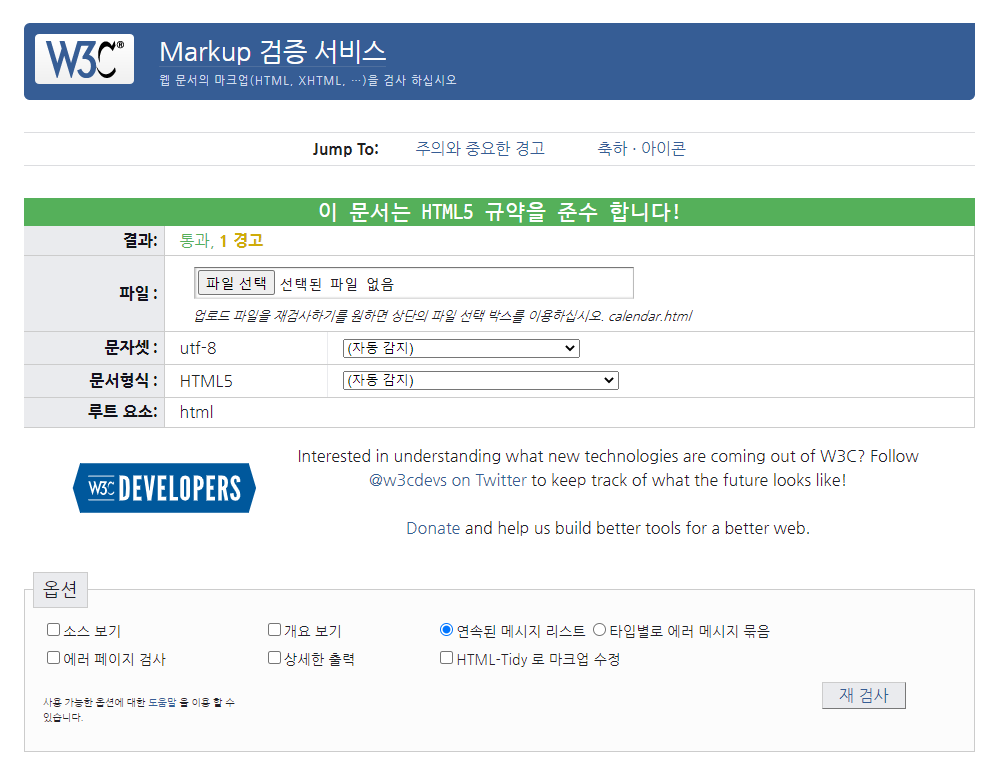 W3C®
Markup 검증 서비스
웹 문서의 마크업(HTML, XHTML, …)을 검사 하십시오
Jump To: 주의와 중요한 경고 축하 · 아이콘
이 문서는 HTML5 규약을 준수 합니다!
결과: 통과, 1 경고
파일 : 파일 선택 선택된 파일 없음
업로드 파일을 재검사하기를 원하면 상단의 파일 선택 박스를 이용하십시오. calendar.html
문자셋 : utf-8 (자동 감지)
문서형식 : HTML5 (자동 감지)
루트 요소: html
W3C DEVELOPERS
Interested in understanding what new technologies are coming out of W3C? Follow
@w3cdevs on Twitter to keep track of what the future looks like!
Donate and help us build better tools for a better web.
옵션
소스 보기 개요 보기 연속된 메시지 리스트 타입별로 에러 메시지 묶음
에러 페이지 검사 상세한 출력 HTML-Tidy 로 마크업 수정
사용 가능한 옵션에 대한 도움말 을 이용 할 수
있습니다.
재 검사